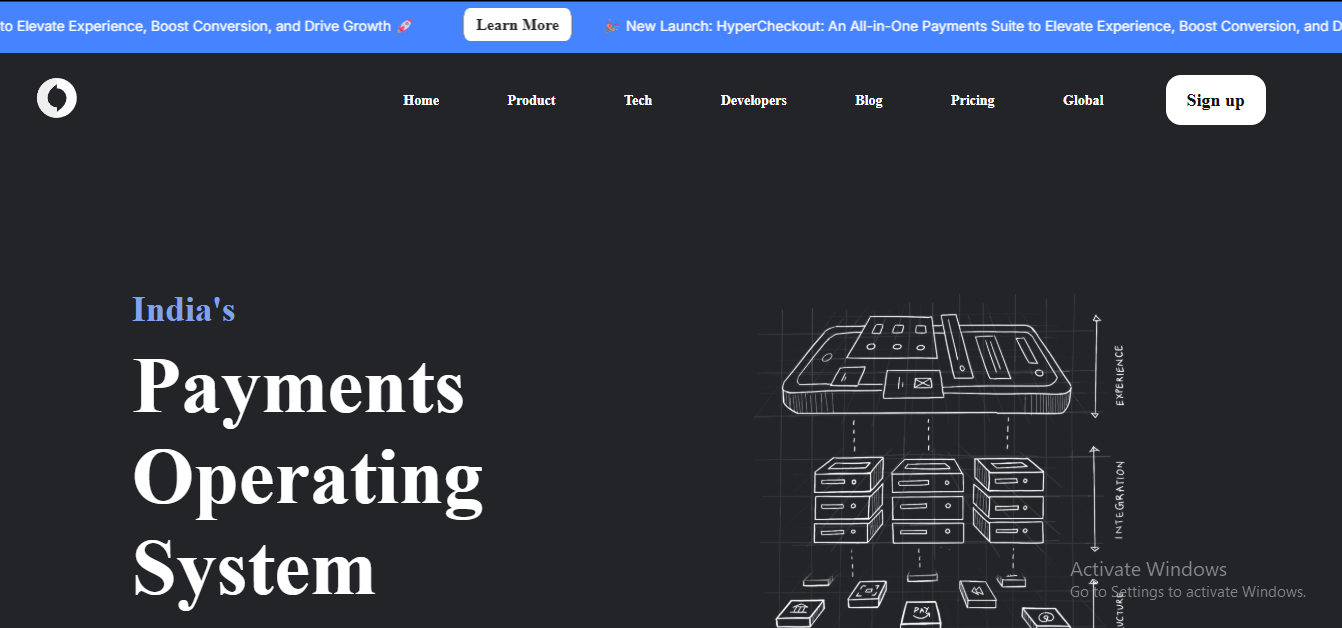 to Elevate Experience, Boost Conversion, and Drive Growth 🚀 Learn More 🎉 New Launch: HyperCheckout: An All-in-One Payments Suite to Elevate Experience, Boost Conversion, and D
Home Product Tech Developers Blog Pricing Global Sign up
India's
Payments
Operating
System
EXPERIENCE
INTEGRATION
PAY
Activate Windows
Go to Settings to activate Windows.